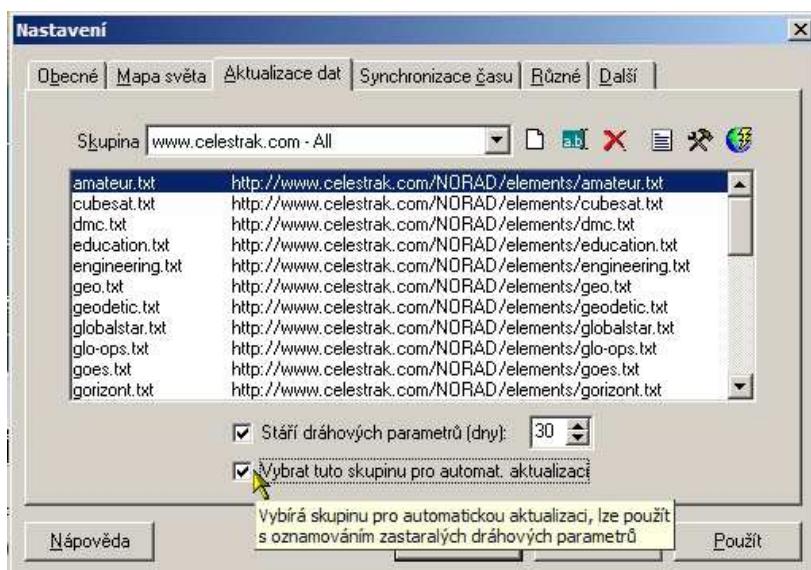 Nastavení
Obecné Mapa světa Aktualizace dat Synchronizace času Různé Další
Skupina www.celestrak.com - All
amateur.txt http://www.celestrak.com/NORAD/elements/amateur.txt
cubesat.txt http://www.celestrak.com/NORAD/elements/cubesat.txt
dmc.txt http://www.celestrak.com/NORAD/elements/dmc.txt
education.txt http://www.celestrak.com/NORAD/elements/education.txt
engineering.txt http://www.celestrak.com/NORAD/elements/engineering.txt
geo.txt http://www.celestrak.com/NORAD/elements/geo.txt
geodetic.txt http://www.celestrak.com/NORAD/elements/geodetic.txt
globalstar.txt http://www.celestrak.com/NORAD/elements/globalstar.txt
glo-ops.txt http://www.celestrak.com/NORAD/elements/glo-ops.txt
goes.txt http://www.celestrak.com/NORAD/elements/goes.txt
gorizont.txt http://www.celestrak.com/NORAD/elements/gorizont.txt
Stáří dráhových parametrů (dny): 30
Vybrat tuto skupinu pro automat. aktualizaci
Vybírá skupinu pro automatickou aktualizaci, lze použít
s oznamováním zastaralých dráhových parametrů
Nápověda Použít